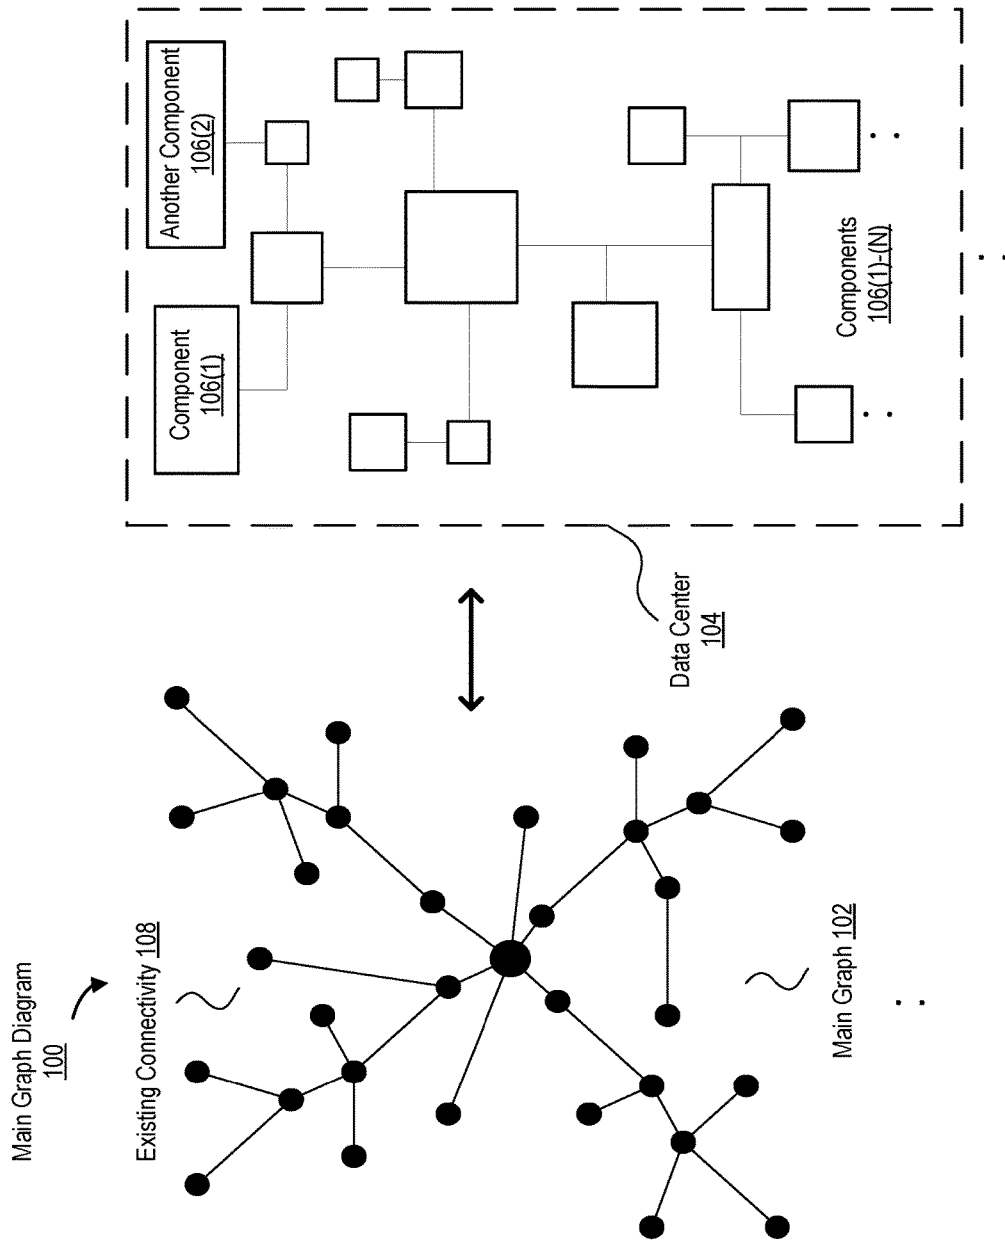 Main Graph Diagram
100
Existing Connectivity 108
Main Graph 102
Data Center
104
Component
106(1)
Another Component
106(2)
Components
106(1)-(N)